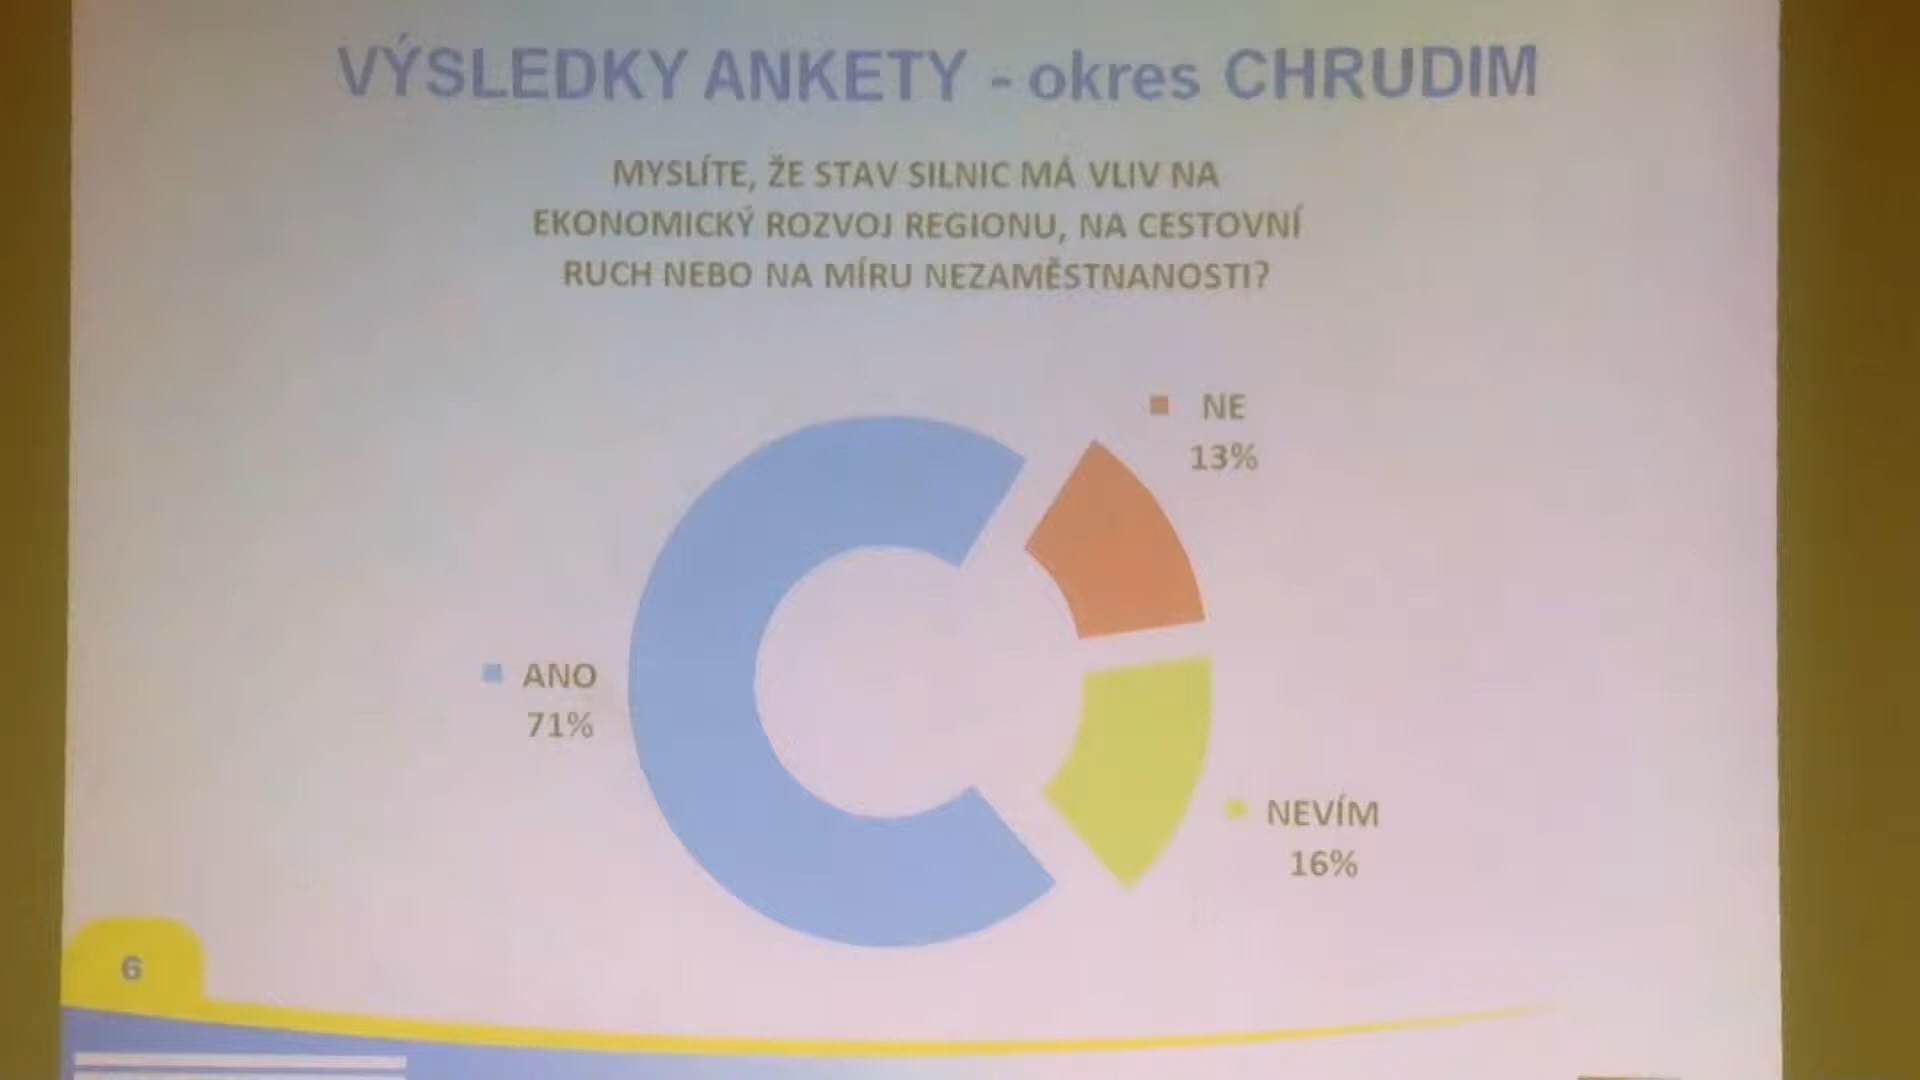 VÝSLEDKY ANKETY - okres CHRUDIM
MYSLÍTE, ŽE STAV SILNIC MÁ VLIV NA
EKONOMICKÝ ROZVOJ REGIONU, NA CESTOVNÍ
RUCH NEBO NA MÍRU NEZAMĚSTNANOSTI?
NE
13%
ANO
71%
NEVÍM
16%
6